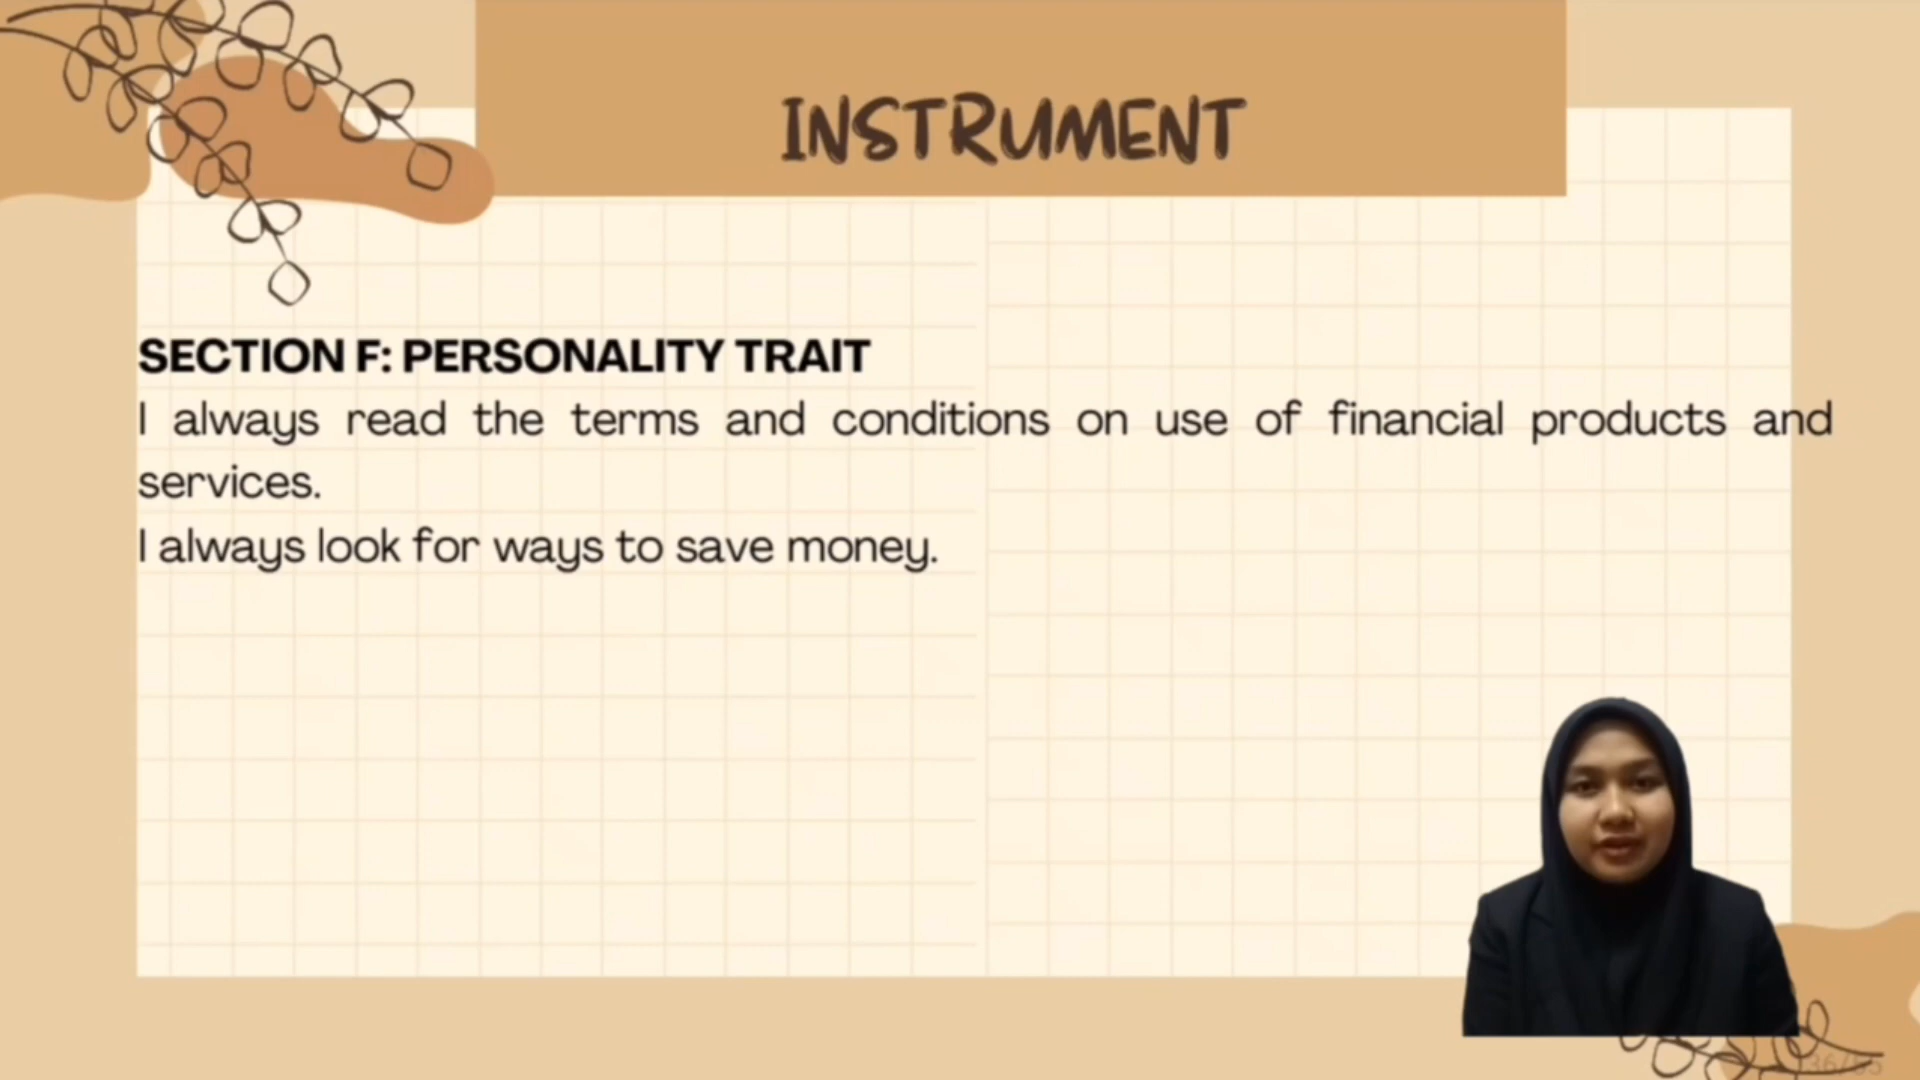 INSTRUMENT
SECTION F: PERSONALITY TRAIT
I always read the terms and conditions on use of financial products and
services.
I always look for ways to save money.